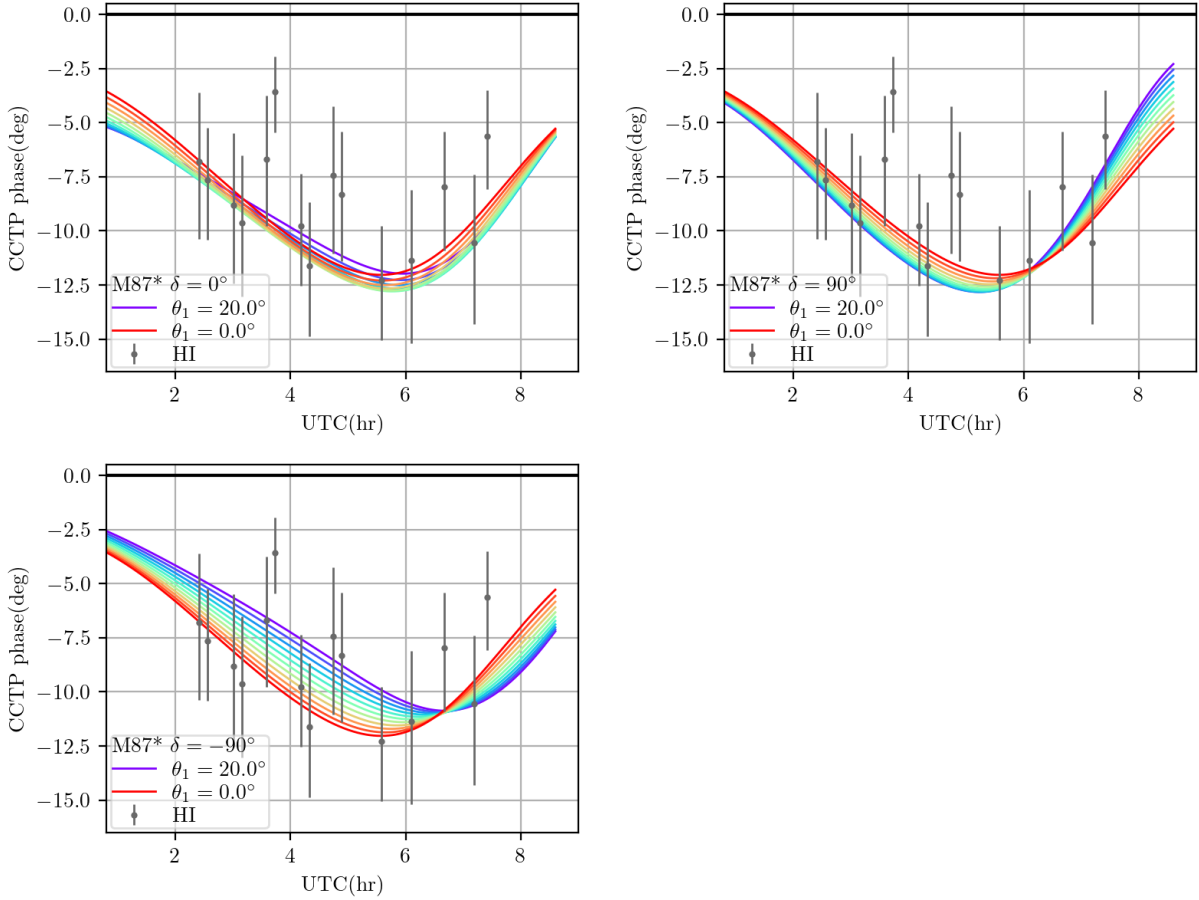 0.0
−2.5
−5.0
−7.5
−10.0
−12.5
−15.0
CCTP phase(deg)
M87* δ = 0°
θ₁ = 20.0°
θ₁ = 0.0°
HI
2 4 6 8
UTC(hr)
0.0
−2.5
−5.0
−7.5
−10.0
−12.5
−15.0
CCTP phase(deg)
M87* δ = 90°
θ₁ = 20.0°
θ₁ = 0.0°
HI
2 4 6 8
UTC(hr)
0.0
−2.5
−5.0
−7.5
−10.0
−12.5
−15.0
CCTP phase(deg)
M87* δ = −90°
θ₁ = 20.0°
θ₁ = 0.0°
HI
2 4 6 8
UTC(hr)